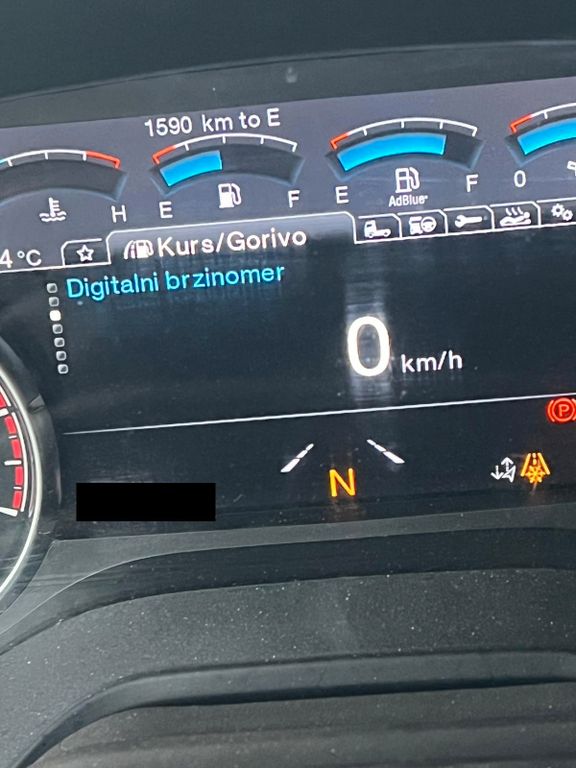 1590 km to E
H
E
F
E
AdBlue
F
0
4°C
Kurs/Gorivo
Digitalni brzinomer
0 km/h
P
N